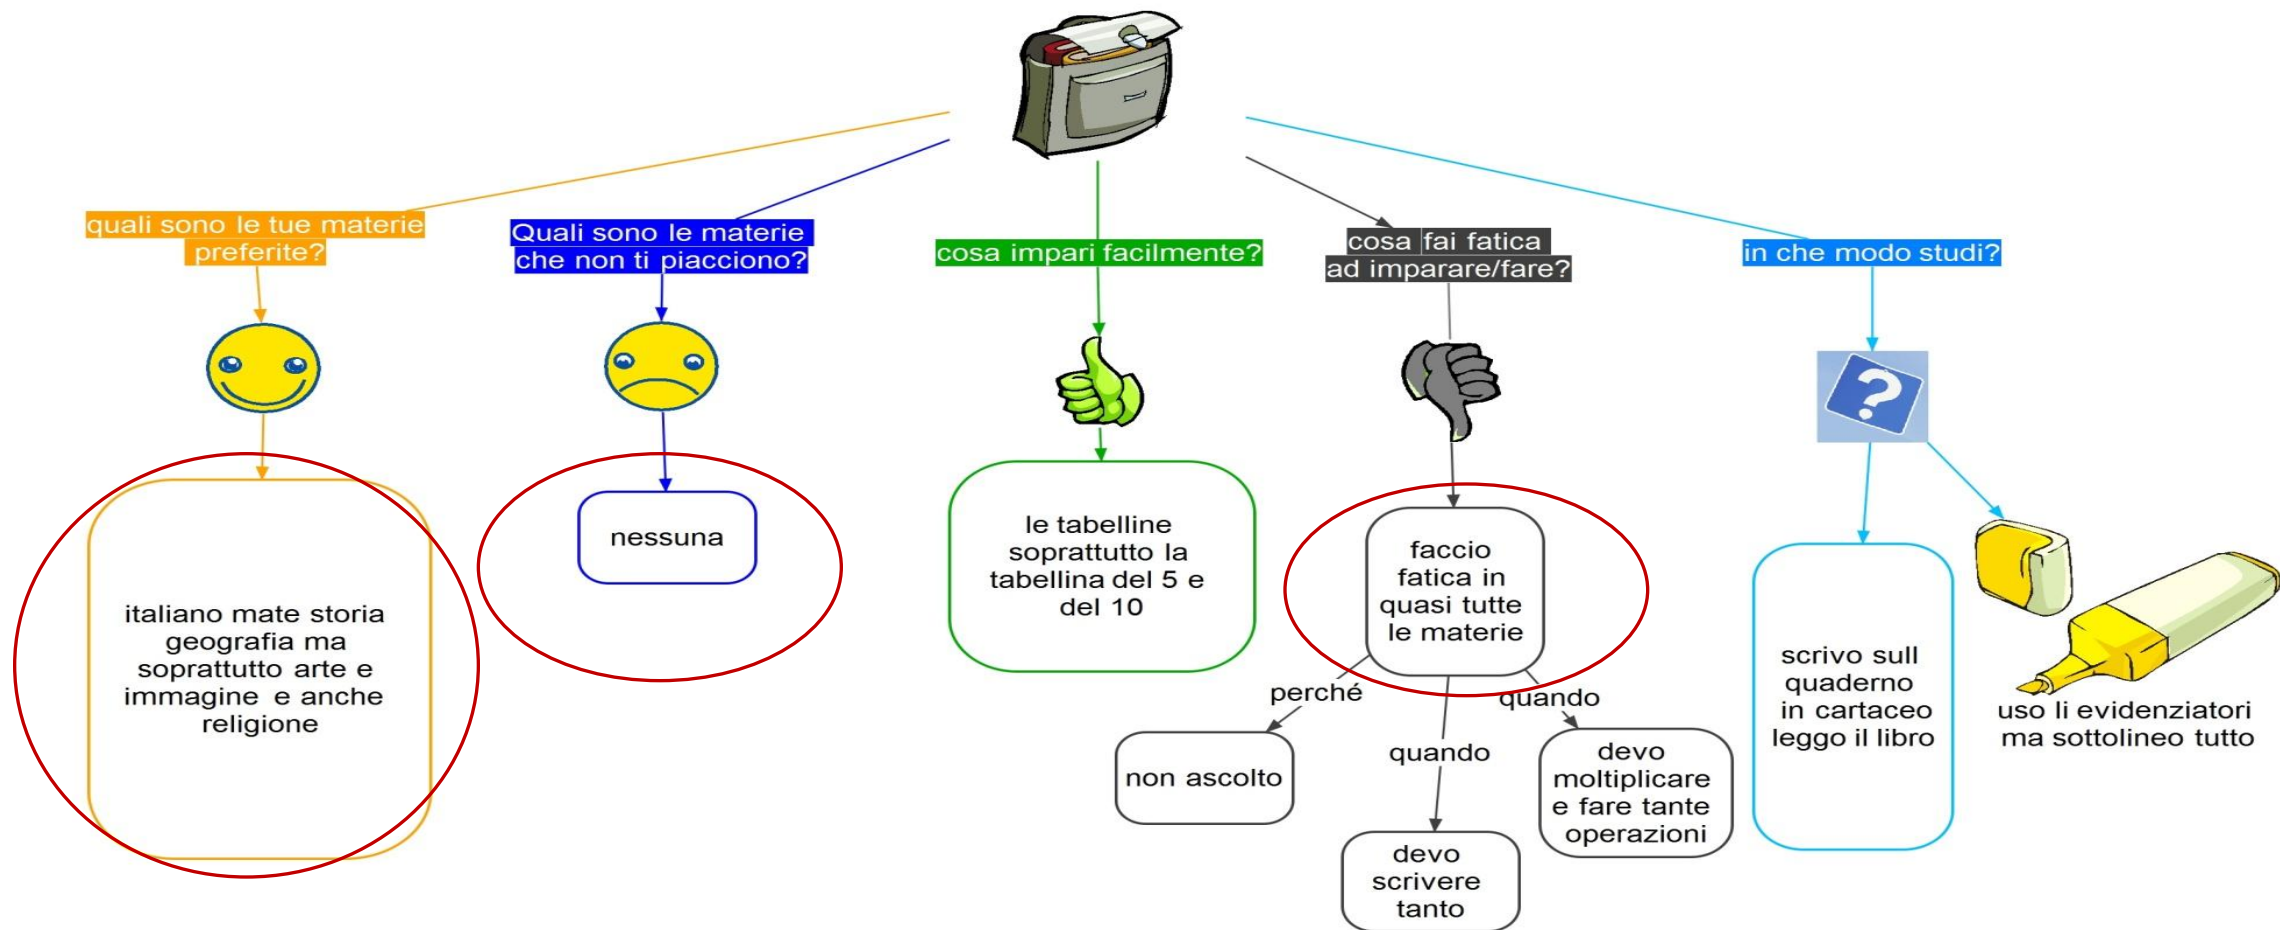 quali sono le tue materie
preferite?
italiano mate storia
geografia ma
soprattutto arte e
immagine e anche
religione
Quali sono le materie
che non ti piacciono?
nessuna
cosa impari facilmente?
le tabelline
soprattutto la
tabellina del 5 e
del 10
cosa fai fatica
ad imparare/fare?
faccio
fatica in
quasi tutte
le materie
perché
non ascolto
quando
devo
scrivere
tanto
quando
devo
moltiplicare
e fare tante
operazioni
in che modo studi?
?
scrivo sull
quaderno
in cartaceo
leggo il libro
uso li evidenziatori
ma sottolineo tutto